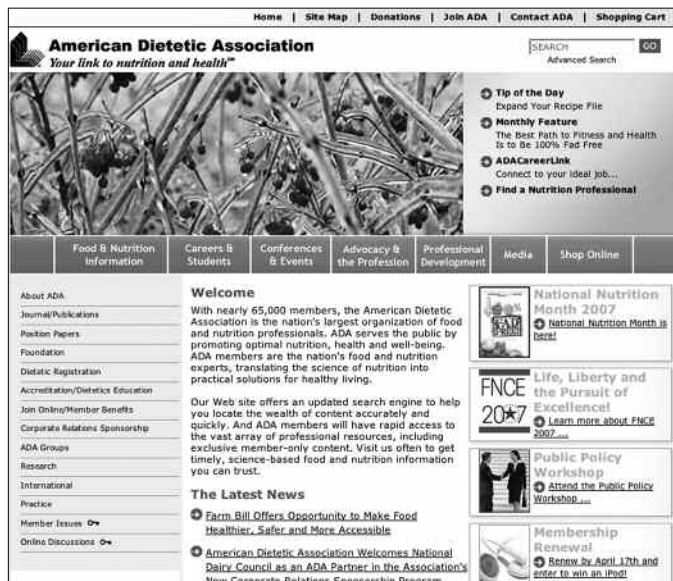 Home | Site Map | Donations | Join ADA | Contact ADA | Shopping Cart
American Dietetic Association
Your link to nutrition and health℠
SEARCH GO
Advanced Search
Tip of the Day
Expand Your Recipe File
Monthly Feature
The Best Path to Fitness and Health
Is to Be 100% Fad Free
ADACareerLink
Connect to your ideal job...
Find a Nutrition Professional
Food & Nutrition Information
Careers & Students
Conferences & Events
Advocacy & the Profession
Professional Development
Media
Shop Online
About ADA
Journal/Publications
Position Papers
Foundation
Dietetic Registration
Accreditation/Dietetics Education
Join Online/Member Benefits
Corporate Relations Sponsorship
ADA Groups
Research
International
Practice
Member Issues
Online Discussions
Welcome
With nearly 65,000 members, the American Dietetic
Association is the nation's largest organization of food
and nutrition professionals. ADA serves the public by
promoting optimal nutrition, health and well-being.
ADA members are the nation's food and nutrition
experts, translating the science of nutrition into
practical solutions for healthy living.
Our Web site offers an updated search engine to help
you locate the wealth of content accurately and
quickly. And ADA members will have rapid access to
the vast array of professional resources, including
exclusive member-only content. Visit us often to get
timely, science-based food and nutrition information
you can trust.
The Latest News
Farm Bill Offers Opportunity to Make Food
Healthier, Safer and More Accessible
American Dietetic Association Welcomes National
Dairy Council as an ADA Partner in the Association's
New Corporate Relations Sponsorship Program
National Nutrition
Month 2007
National Nutrition Month is
here!
FNCE
2007
Life, Liberty and
the Pursuit of
Excellence!
Learn more about FNCE
2007 ...
Public Policy
Workshop
Attend the Public Policy
Workshop ...
Membership
Renewal
Renew by April 17th and
enter to win an iPod!